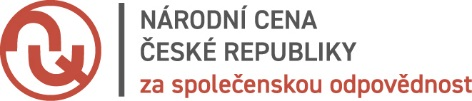 NÁRODNÍ CENA
ČESKÉ REPUBLIKY
za společenskou odpovědnost